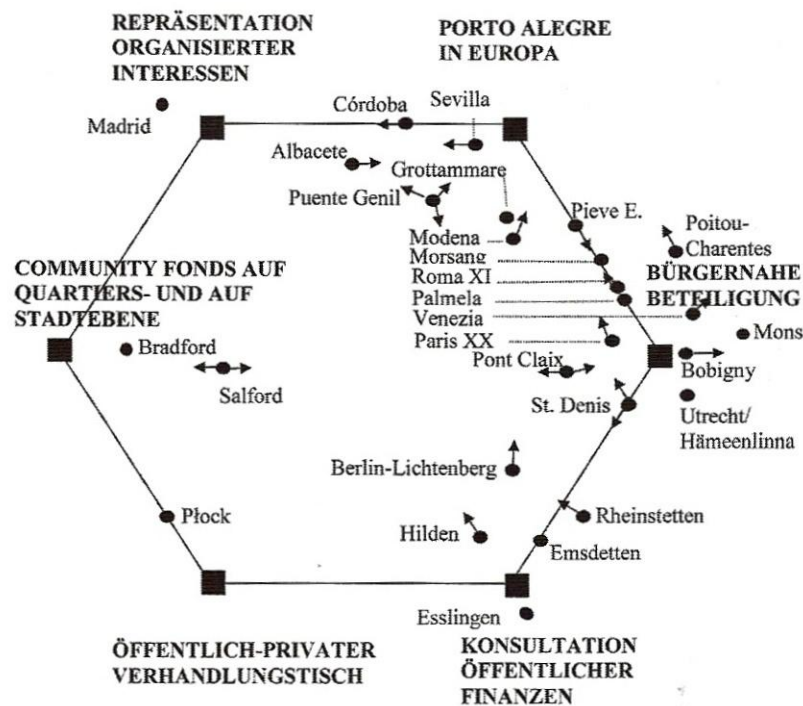 REPRÄSENTATION
ORGANISIERTER
INTERESSEN
PORTO ALEGRE
IN EUROPA
Madrid
Córdoba
Sevilla
Albacete
Grottammare
Puente Genil
Pieve E.
Poitou-
Charentes
Modena
Morsang
Roma XI
Palmela
Venezia
Paris XX
COMMUNITY FONDS AUF
QUARTIERS- UND AUF
STADTEBENE
BÜRGERNAHE
BETEILIGUNG
Mons
Bradford
Salford
Pont Claix
Bobigny
St. Denis
Utrecht/
Hämeenlinna
Berlin-Lichtenberg
Płock
Hilden
Rheinstetten
Emsdetten
Esslingen
ÖFFENTLICH-PRIVATER
VERHANDLUNGSTISCH
KONSULTATION
ÖFFENTLICHER
FINANZEN